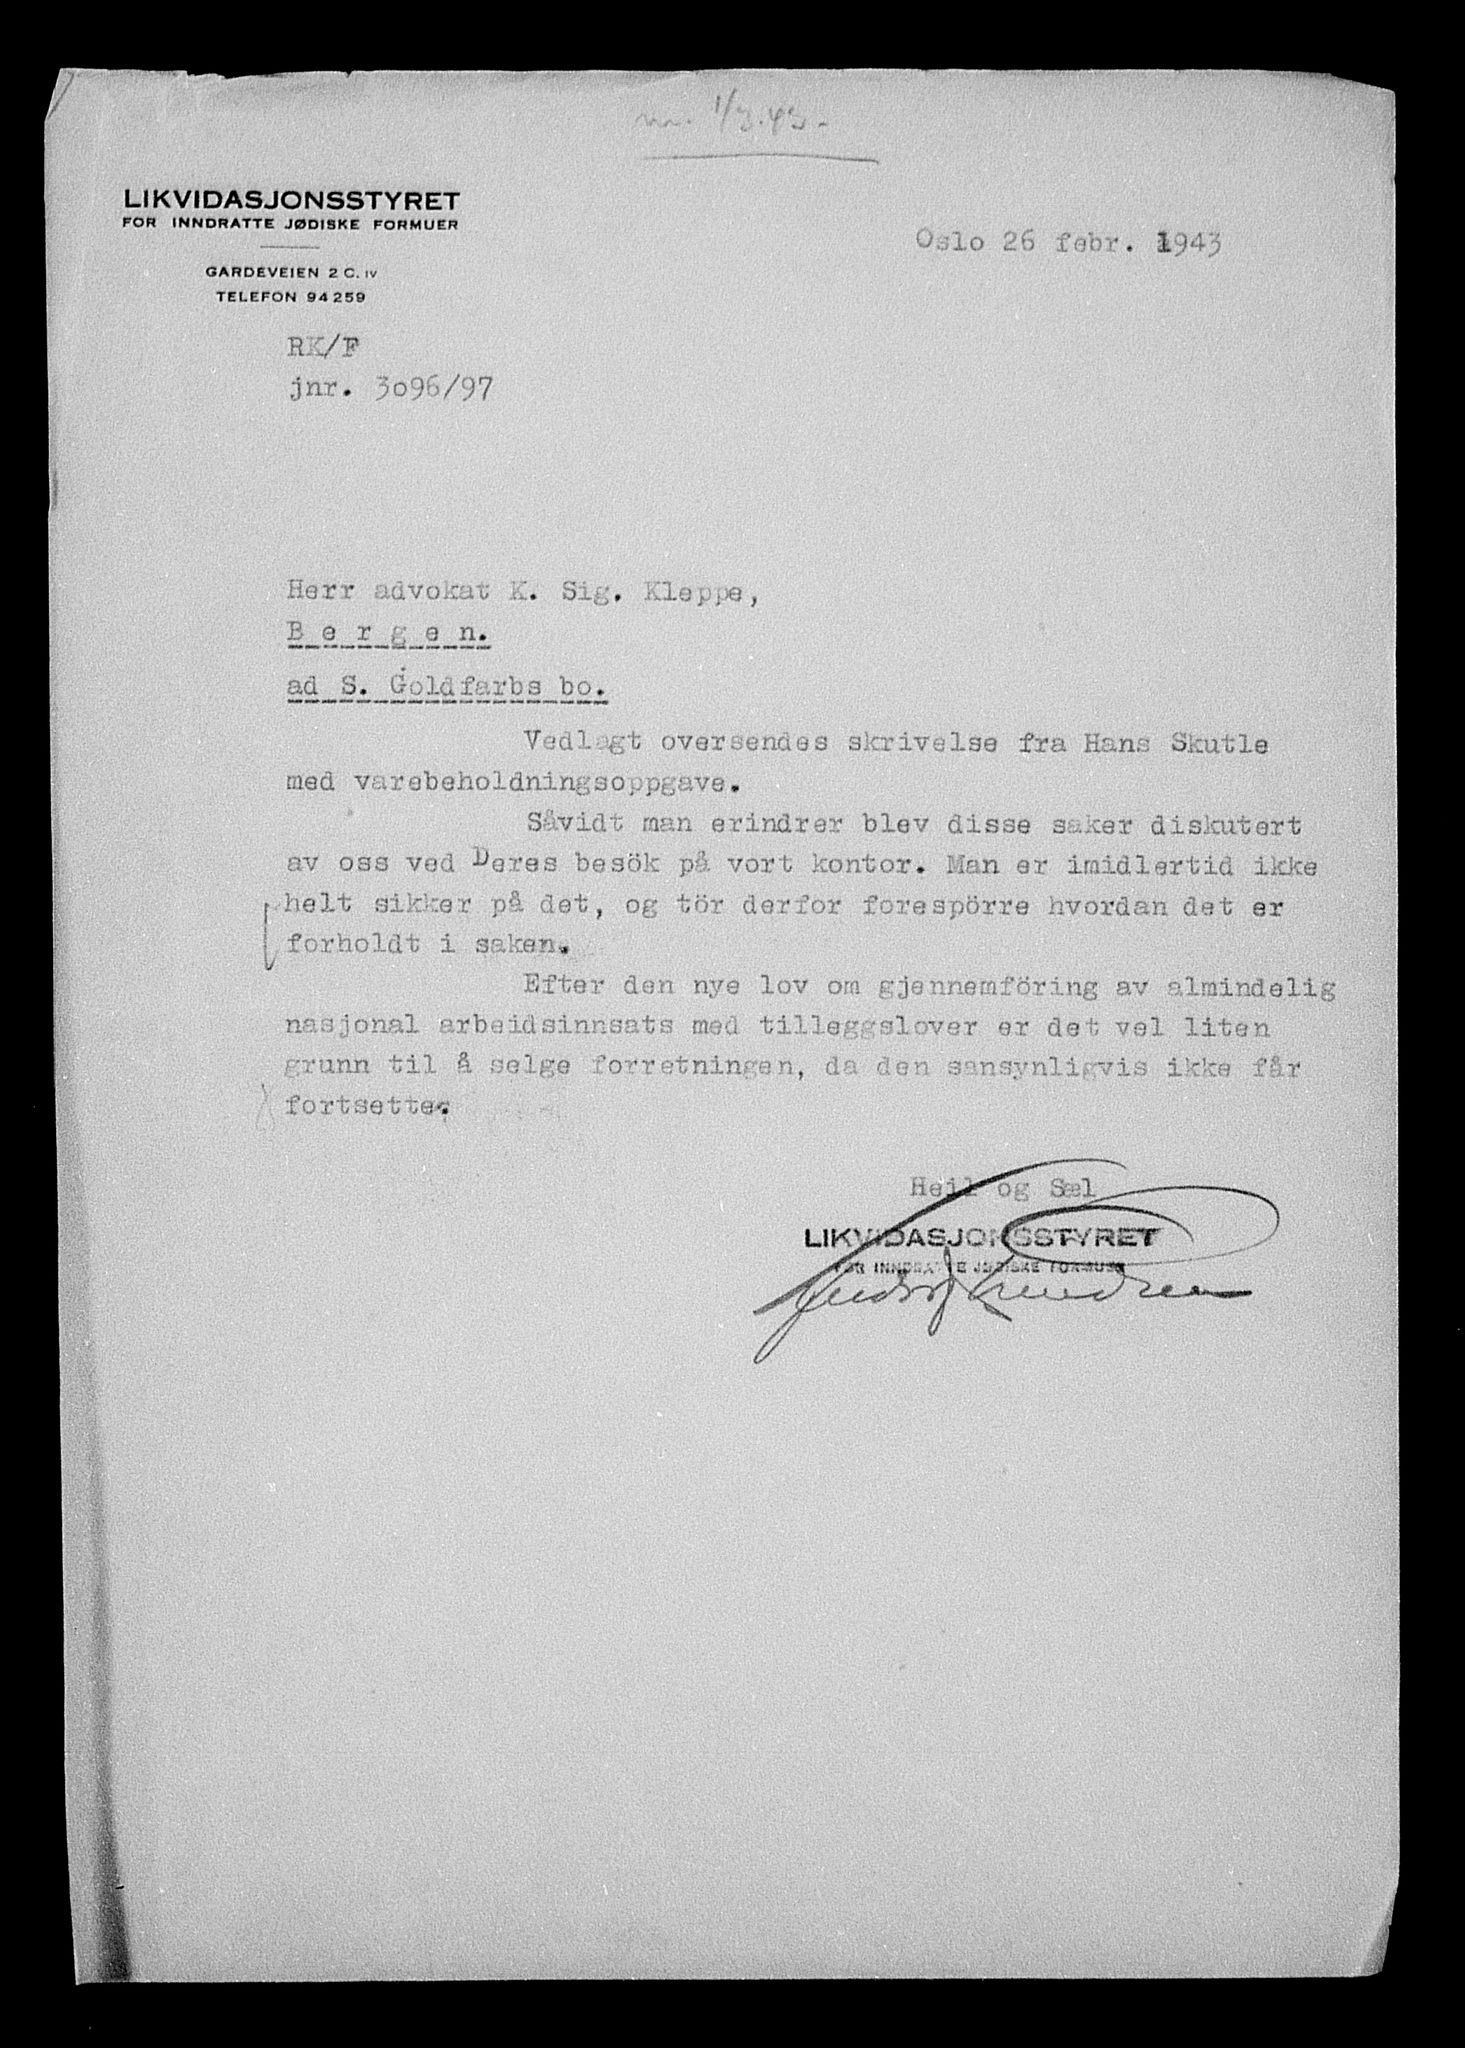 1/3.43.-
LIKVIDASJONSSTYRET
FOR INNDRATTE JØDISKE FORMUER
Oslo 26 febr. 1943
GARDEVEIEN 2 C. IV
TELEFON 94259
RK/F
jnr. 3o96/97
Herr advokat K. Sig. Kleppe,
B e r g e n.
ad S. Goldfarbs bo.
Vedlagt oversendes skrivelse fra Hans Skutle
med varebeholdningsoppgave.
Såvidt man erindrer blev disse saker diskutert
av oss ved Deres besök på vort kontor. Man er imidlertid ikke
helt sikker på det, og tör derfor forespörre hvordan det er
forholdt i saken.
Efter den nye lov om gjennemföring av almindelig
nasjonal arbeidsinnsats med tilleggslover er det vel liten
grunn til å selge forretningen, da den sansynligvis ikke får
fortsette.
Heil og Sæl
LIKVIDASJONSSTYRET
FOR INNDRATTE JØDISKE FORMUER